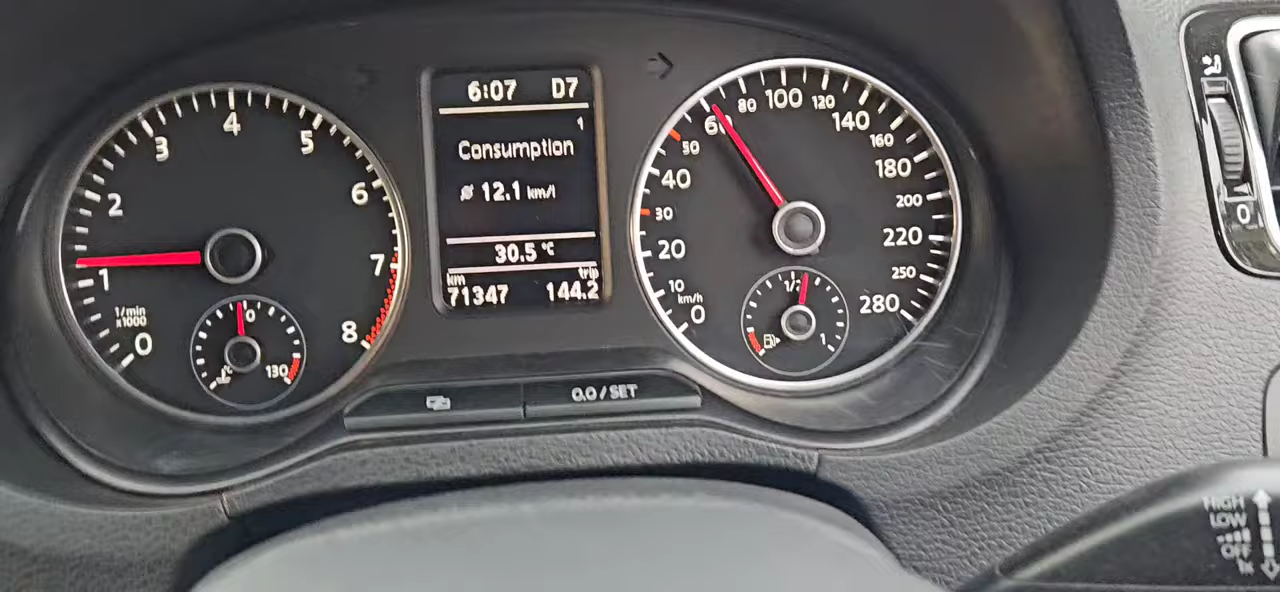 0
1
2
3
4
5
6
7
8
1/min
x1000
0
°C
130
6:07 D7
1
Consumption
ø 12.1 km/l
30.5 °C
km trip
71347 144.2
0
10
20
30
40
50
60
80
100
120
140
160
180
200
220
250
280
km/h
1/2
1
0.0 / SET
0
HIGH
LOW
OFF
1x